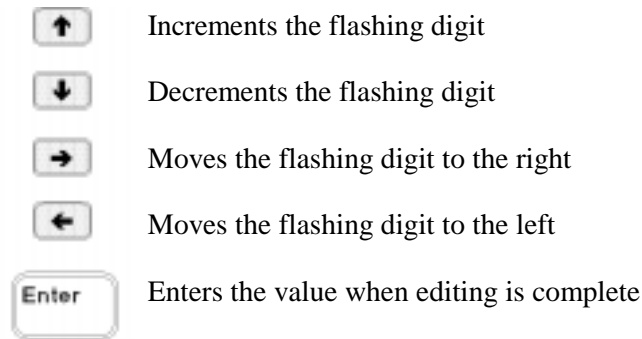 Increments the flashing digit
Decrements the flashing digit
Moves the flashing digit to the right
Moves the flashing digit to the left
Enter Enters the value when editing is complete